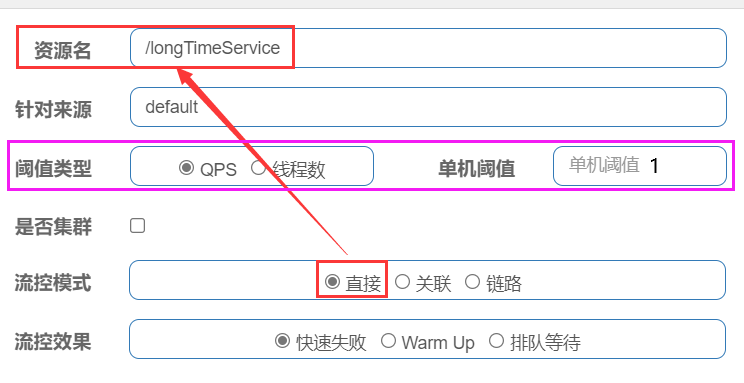 资源名 /longTimeService
针对来源 default
阈值类型 QPS 线程数 单机阈值 单机阈值 1
是否集群
流控模式 直接 关联 链路
流控效果 快速失败 Warm Up 排队等待